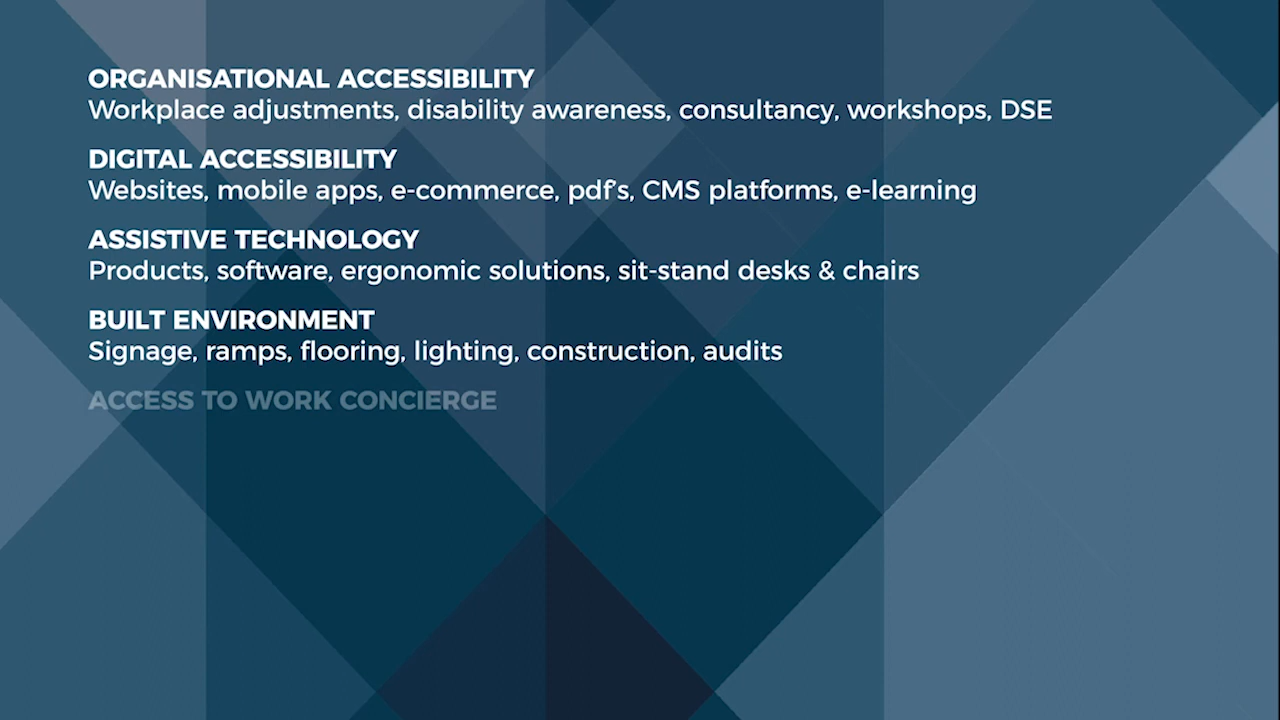 ORGANISATIONAL ACCESSIBILITY
Workplace adjustments, disability awareness, consultancy, workshops, DSE
DIGITAL ACCESSIBILITY
Websites, mobile apps, e-commerce, pdf's, CMS platforms, e-learning
ASSISTIVE TECHNOLOGY
Products, software, ergonomic solutions, sit-stand desks & chairs
BUILT ENVIRONMENT
Signage, ramps, flooring, lighting, construction, audits
ACCESS TO WORK CONCIERGE